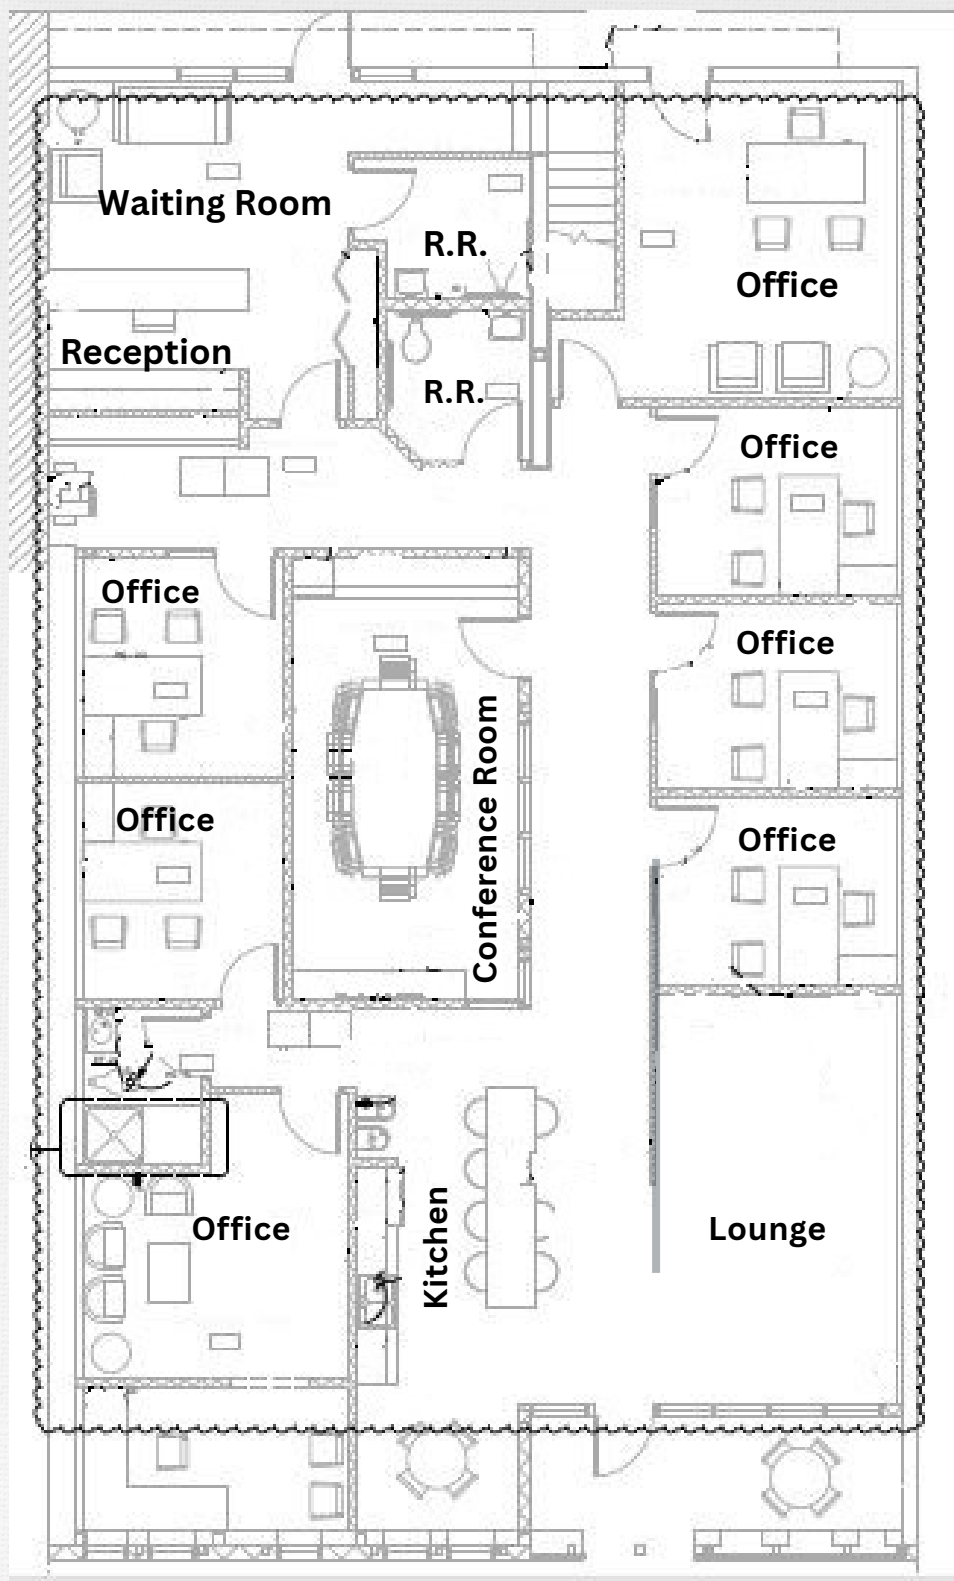 Waiting Room
R.R.
Office
Reception
R.R.
Office
Office
Office
Office
Conference Room
Office
Office
Kitchen
Lounge